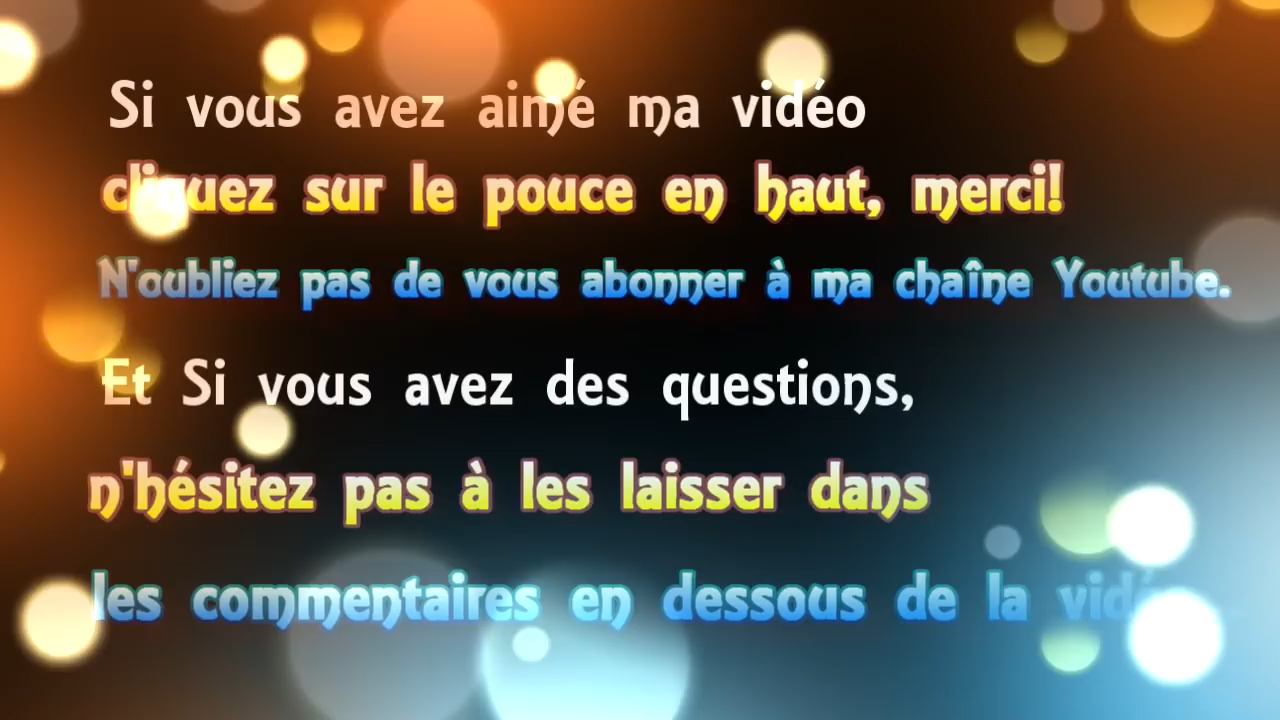 Si vous avez aimé ma vidéo
cliquez sur le pouce en haut, merci!
N'oubliez pas de vous abonner à ma chaîne Youtube.
Et Si vous avez des questions,
n'hésitez pas à les laisser dans
les commentaires en dessous de la